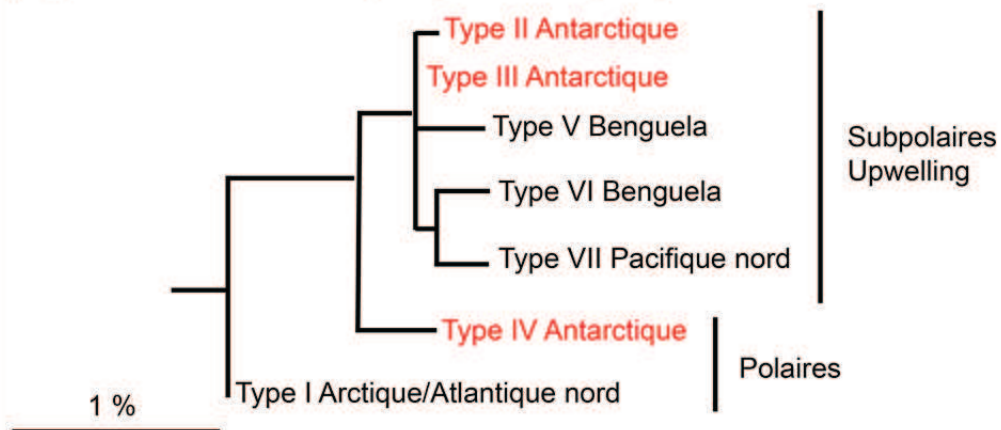 Type II Antarctique
Type III Antarctique
Type V Benguela
Subpolaires
Upwelling
Type VI Benguela
Type VII Pacifique nord
Type IV Antarctique
Polaires
Type I Arctique/Atlantique nord
1 %